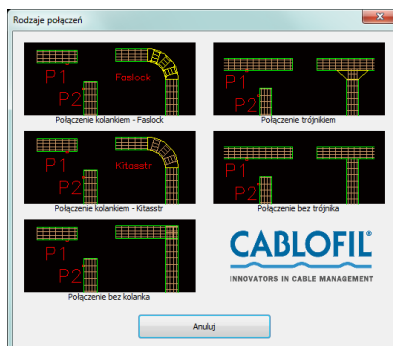 Rodzaje połączeń
P1
P2
Faslock
Połączenie kolankiem - Faslock
P1
P2
Połączenie trójnikiem
P1
P2
Kitasstr
Połączenie kolankiem - Kitasstr
P1
P2
Połączenie bez trójnika
P1
P2
Połączenie bez kolanka
CABLOFIL®
INNOVATORS IN CABLE MANAGEMENT
Anuluj